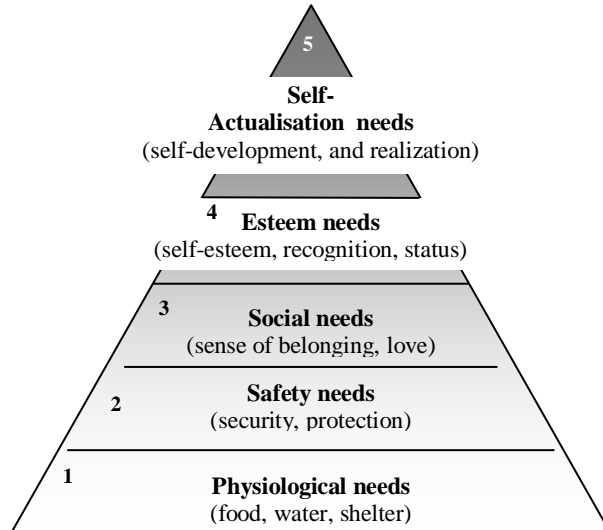 5
Self-
Actualisation needs
(self-development, and realization)
4
Esteem needs
(self-esteem, recognition, status)
3
Social needs
(sense of belonging, love)
2
Safety needs
(security, protection)
1
Physiological needs
(food, water, shelter)